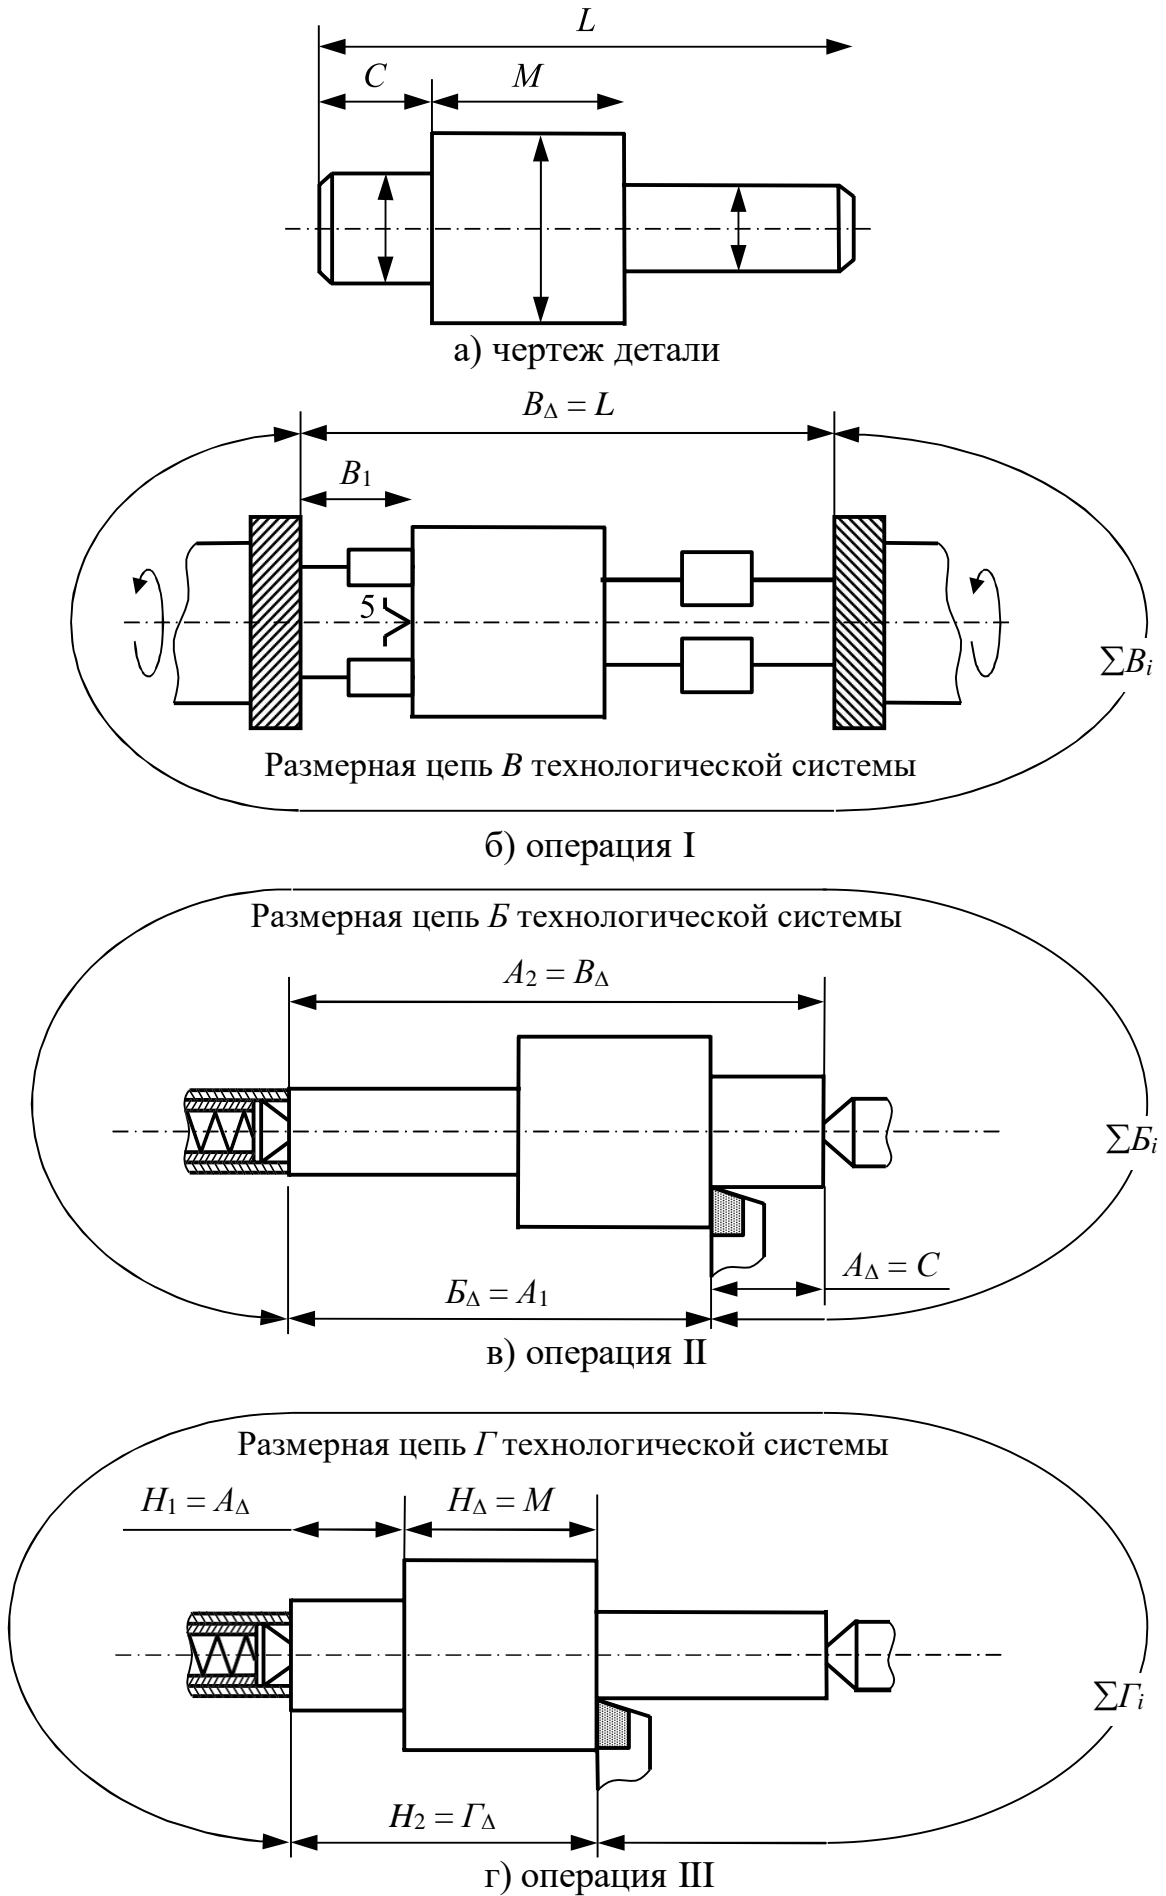 L
C M
а) чертеж детали
B∆ = L
B1
5
∑Bi
Размерная цепь В технологической системы
б) операция I
Размерная цепь Б технологической системы
A2 = B∆
∑Бi
A∆ = C
Б∆ = A1
в) операция II
Размерная цепь Г технологической системы
H1 = A∆ H∆ = M
∑Гi
H2 = Г∆
г) операция III